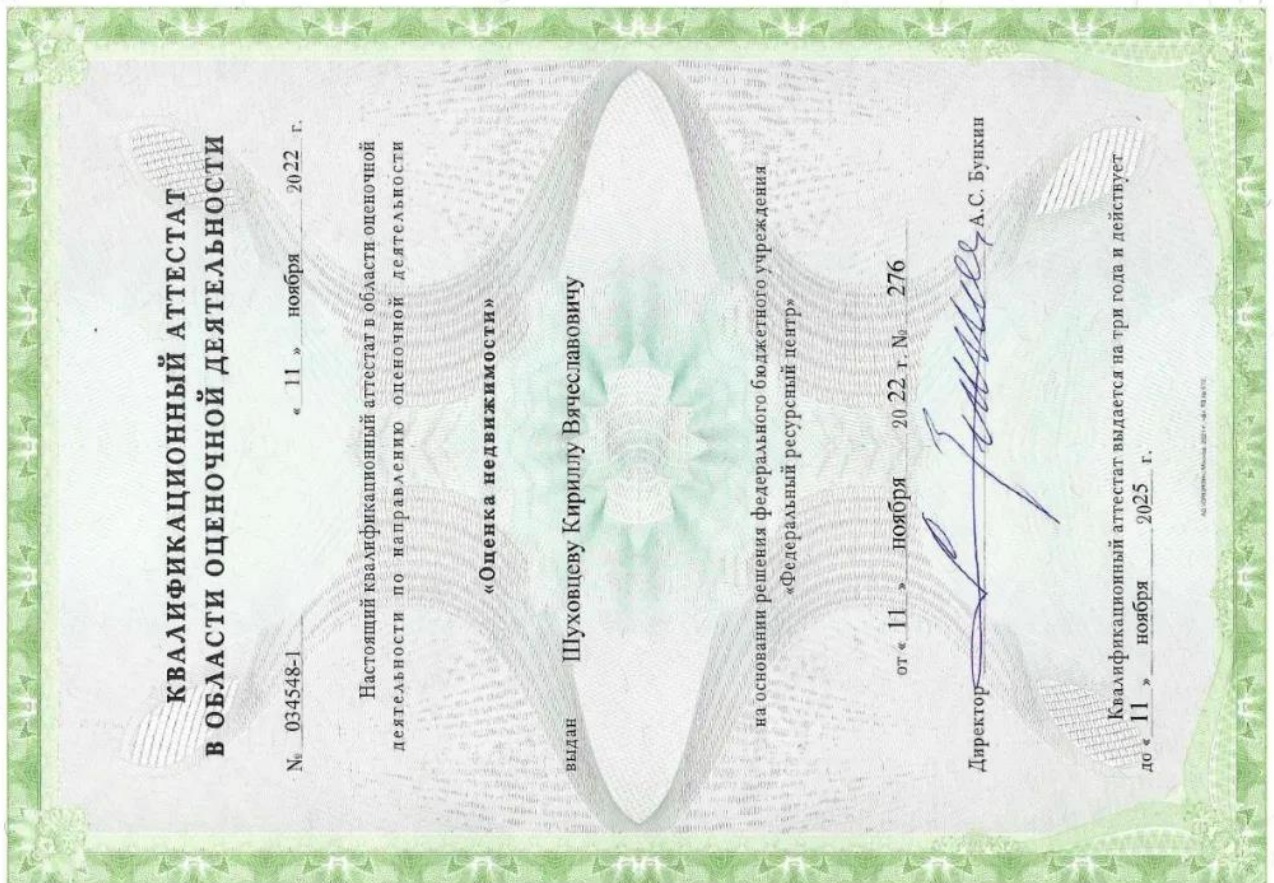 КВАЛИФИКАЦИОННЫЙ АТТЕСТАТ
В ОБЛАСТИ ОЦЕНОЧНОЙ ДЕЯТЕЛЬНОСТИ
№ 034548-1 « 11 » ноября 2022 г.
Настоящий квалификационный аттестат в области оценочной
деятельности по направлению оценочной деятельности
«Оценка недвижимости»
выдан Шуховцеву Кириллу Вячеславовичу
на основании решения федерального бюджетного учреждения
«Федеральный ресурсный центр»
от « 11 » ноября 2022 г. № 276
Директор А.С. Бункин
Квалификационный аттестат выдается на три года и действует
до « 11 » ноября 2025 г.